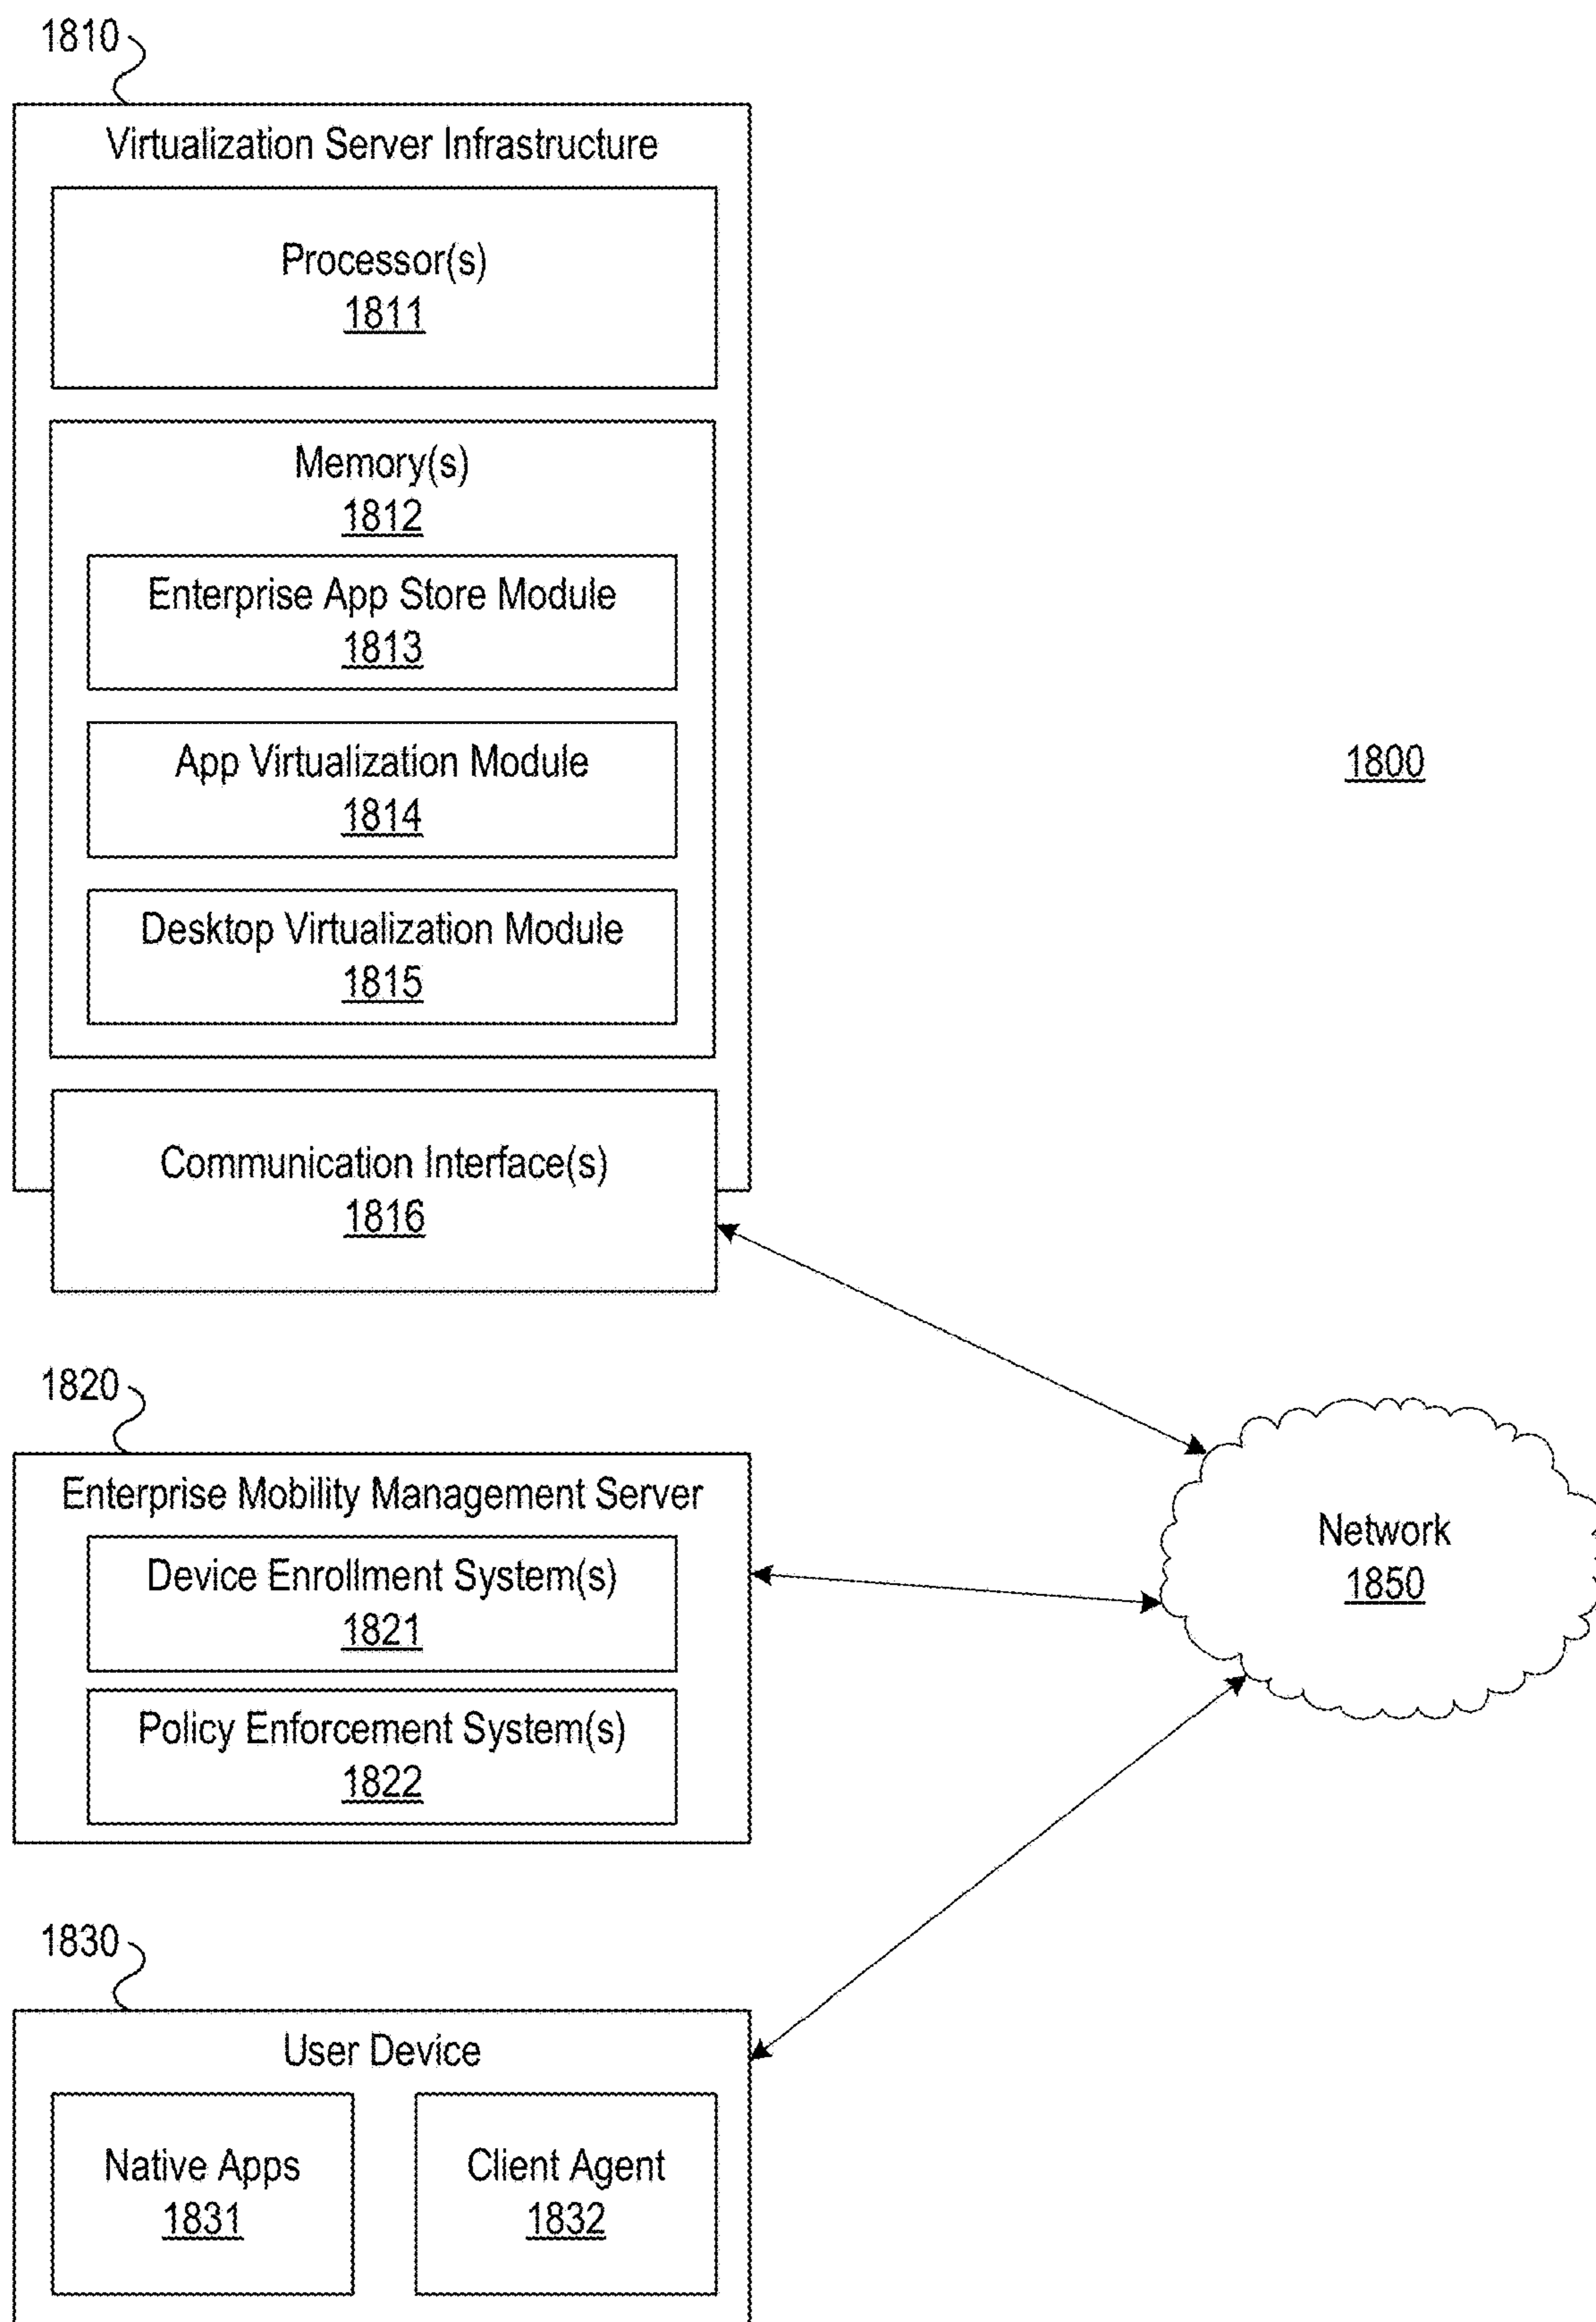 1810
Virtualization Server Infrastructure
Processor(s)
1811
Memory(s)
1812
Enterprise App Store Module
1813
App Virtualization Module
1814
Desktop Virtualization Module
1815
Communication Interface(s)
1816
1800
1820
Enterprise Mobility Management Server
Device Enrollment System(s)
1821
Policy Enforcement System(s)
1822
Network
1850
1830
User Device
Native Apps
1831
Client Agent
1832